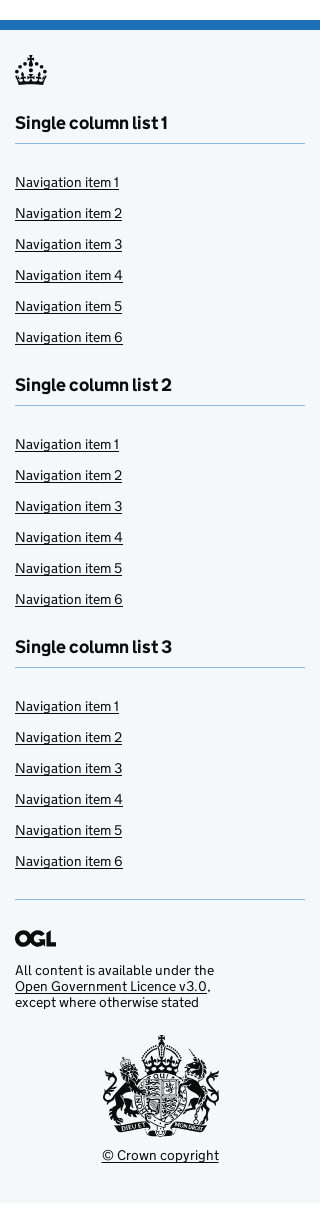 Single column list 1
Navigation item 1
Navigation item 2
Navigation item 3
Navigation item 4
Navigation item 5
Navigation item 6
Single column list 2
Navigation item 1
Navigation item 2
Navigation item 3
Navigation item 4
Navigation item 5
Navigation item 6
Single column list 3
Navigation item 1
Navigation item 2
Navigation item 3
Navigation item 4
Navigation item 5
Navigation item 6
OGL
All content is available under the
Open Government Licence v3.0,
except where otherwise stated
DIEU ET MON DROIT
© Crown copyright